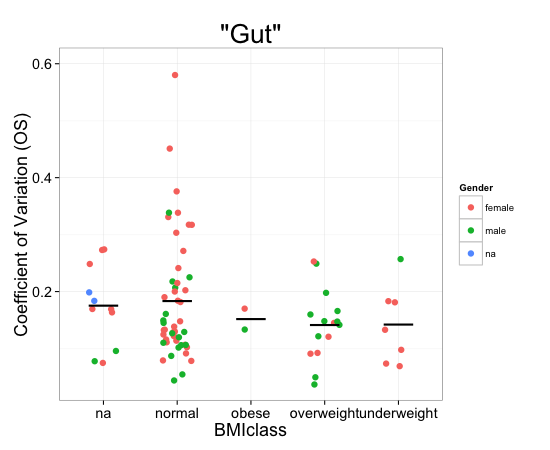 "Gut"
Coefficient of Variation (OS)
0.6
0.4
0.2
na normal obese overweight underweight
BMIclass
Gender
female
male
na